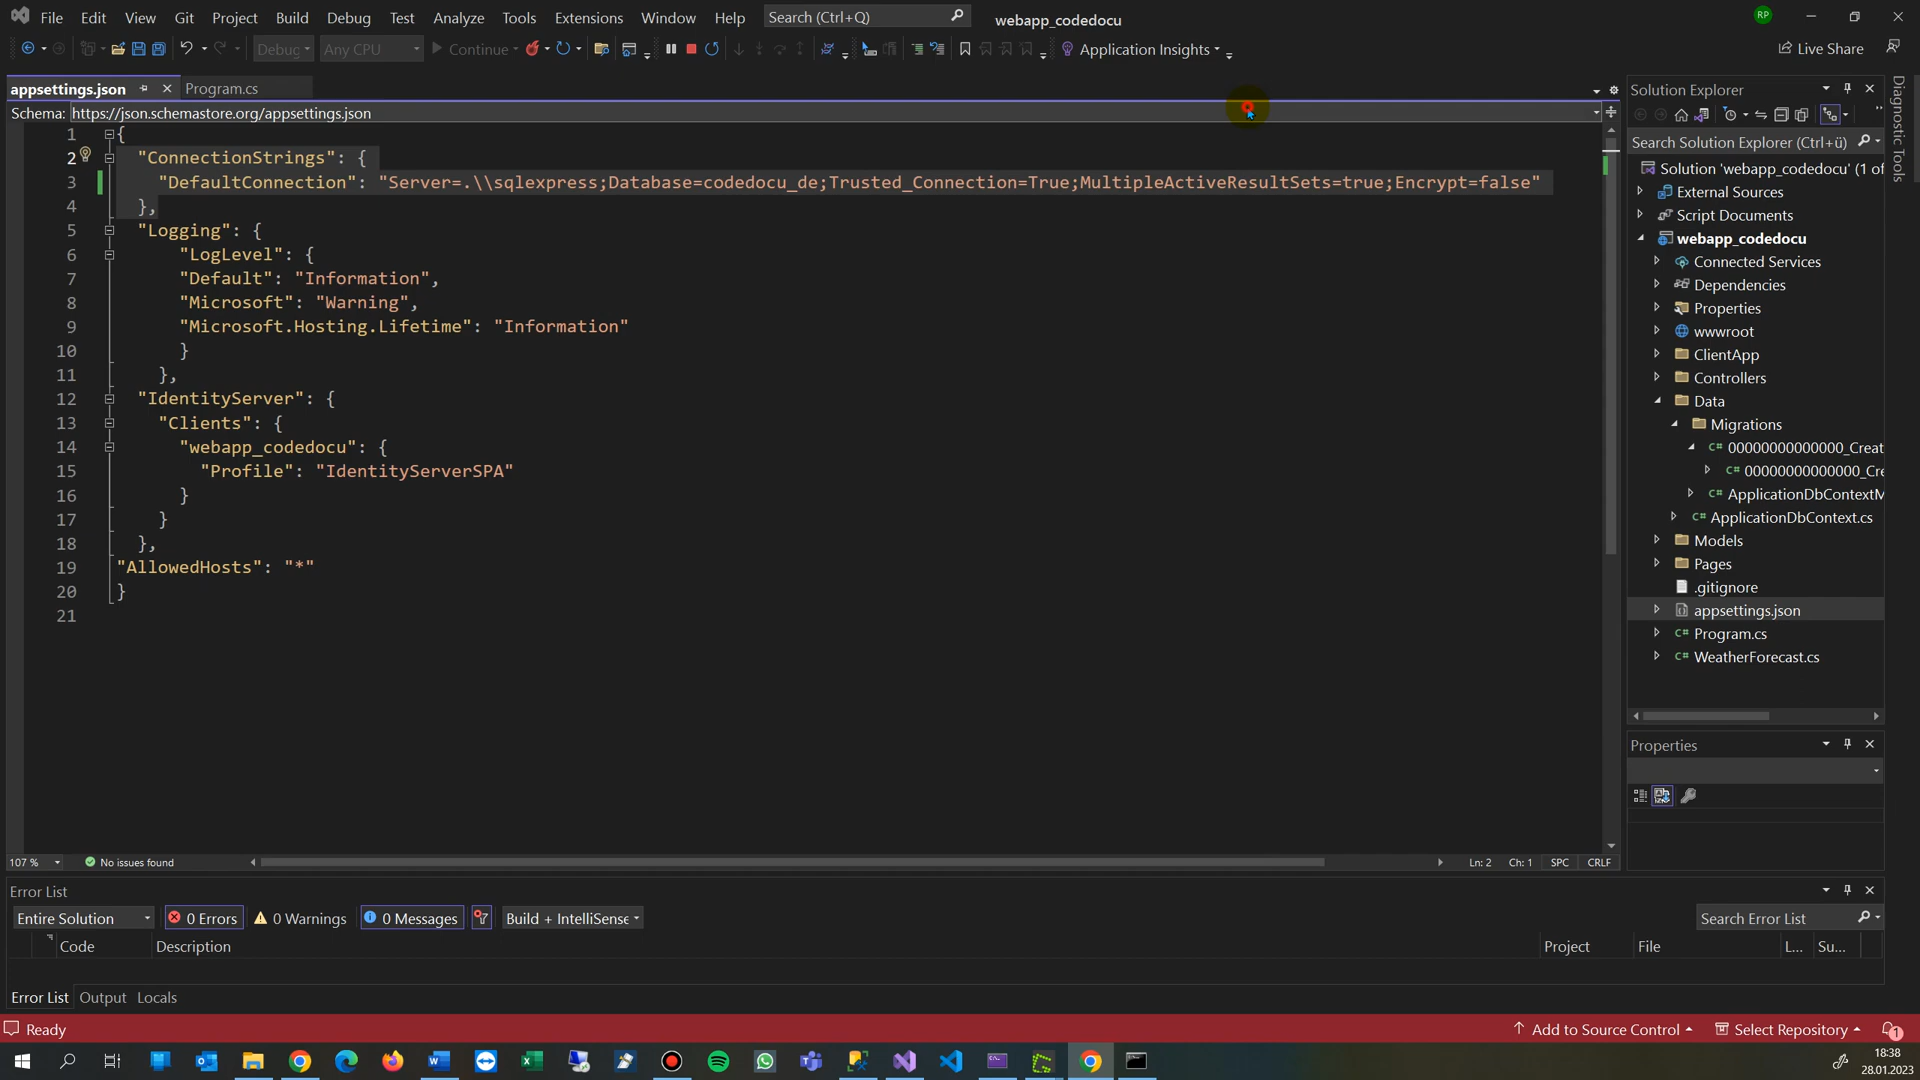 File Edit View Git Project Build Debug Test Analyze Tools Extensions Window Help Search (Ctrl+Q) webapp_codedocu RP
Debug Any CPU Continue Application Insights Live Share
appsettings.json Program.cs
Schema: https://json.schemastore.org/appsettings.json
1 {
2 "ConnectionStrings": {
3 "DefaultConnection": "Server=.\\sqlexpress;Database=codedocu_de;Trusted_Connection=True;MultipleActiveResultSets=true;Encrypt=false"
4 },
5 "Logging": {
6 "LogLevel": {
7 "Default": "Information",
8 "Microsoft": "Warning",
9 "Microsoft.Hosting.Lifetime": "Information"
10 }
11 },
12 "IdentityServer": {
13 "Clients": {
14 "webapp_codedocu": {
15 "Profile": "IdentityServerSPA"
16 }
17 }
18 },
19 "AllowedHosts": "*"
20 }
21
107 % No issues found Ln: 2 Ch: 1 SPC CRLF
Solution Explorer
Search Solution Explorer (Ctrl+ü)
Solution 'webapp_codedocu' (1 of
External Sources
Script Documents
webapp_codedocu
Connected Services
Dependencies
Properties
wwwroot
ClientApp
Controllers
Data
Migrations
00000000000000_Creat
00000000000000_Cre
ApplicationDbContextM
ApplicationDbContext.cs
Models
Pages
.gitignore
appsettings.json
Program.cs
WeatherForecast.cs
Properties
Diagnostic Tools
Error List
Entire Solution 0 Errors 0 Warnings 0 Messages Build + IntelliSense Search Error List
Code Description Project File L... Su...
Error List Output Locals
Ready Add to Source Control Select Repository 1
18:38
28.01.2023